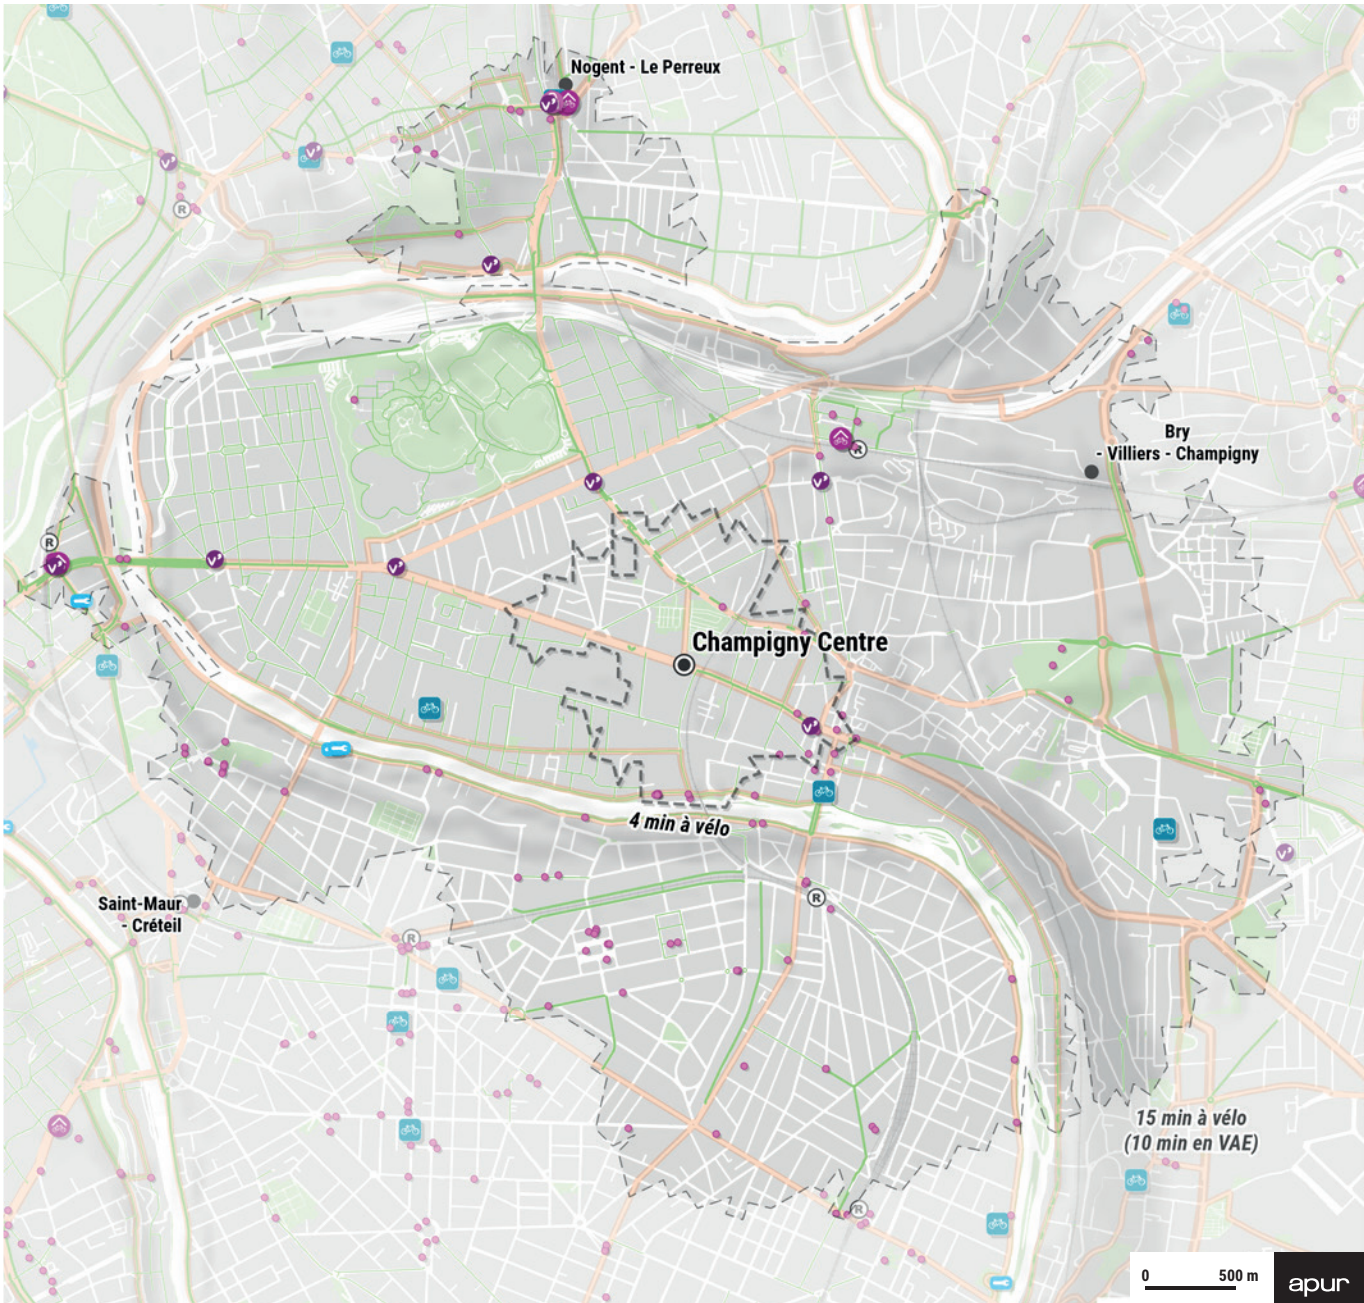 Nogent - Le Perreux
V'
V'
V'
R
V'
Bry
- Villiers - Champigny
R
V'
V'
R
V'
V'
V'
Champigny Centre
V'
4 min à vélo
V'
R
Saint-Maur
- Créteil
R
15 min à vélo
(10 min en VAE)
R
0 500 m
apur